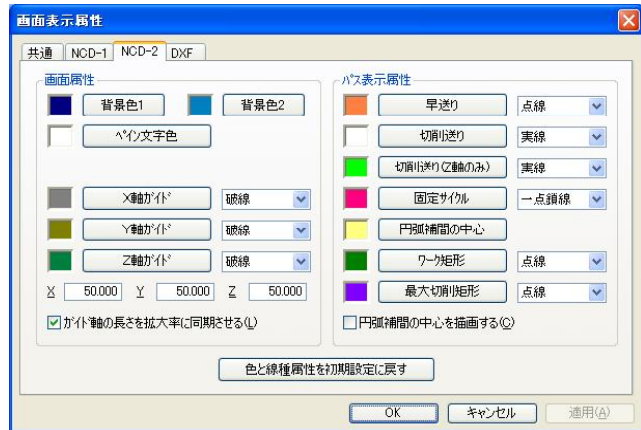 画面表示属性
共通 NCD-1 NCD-2 DXF
画面属性
背景色1 背景色2
ﾍﾟｲﾝ文字色
X軸ｶﾞｲﾄﾞ 破線
Y軸ｶﾞｲﾄﾞ 破線
Z軸ｶﾞｲﾄﾞ 破線
X 50.000 Y 50.000 Z 50.000
ｶﾞｲﾄﾞ軸の長さを拡大率に同期させる(L)
ﾊﾟｽ表示属性
早送り 点線
切削送り 実線
切削送り(Z軸のみ) 実線
固定ｻｲｸﾙ 一点鎖線
円弧補間の中心
ﾜｰｸ矩形 点線
最大切削矩形 点線
円弧補間の中心を描画する(C)
色と線種属性を初期設定に戻す
OK キャンセル 適用(A)